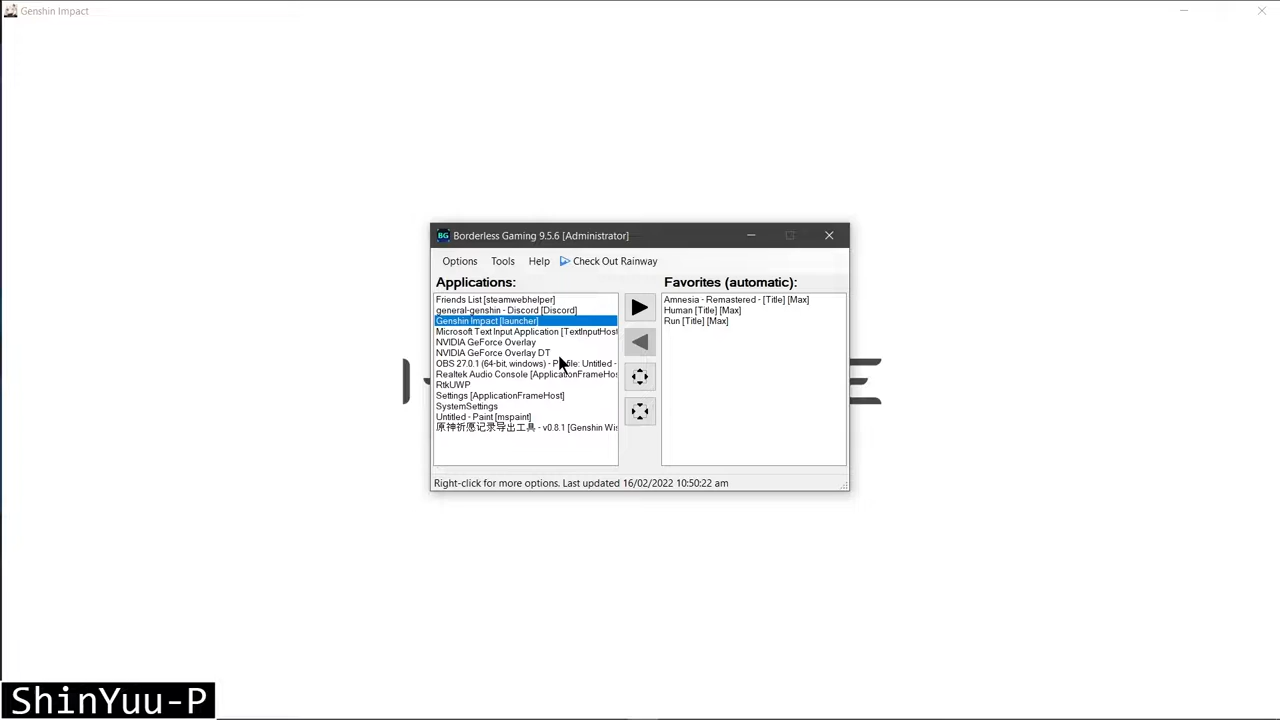 Genshin Impact
Borderless Gaming 9.5.6 [Administrator]
Options Tools Help Check Out Rainway
Applications:
Friends List [steamwebhelper]
general-genshin - Discord [Discord]
Genshin Impact [launcher]
Microsoft Text Input Application [TextInputHost
NVIDIA GeForce Overlay
NVIDIA GeForce Overlay DT
OBS 27.0.1 (64-bit, windows) - Profile: Untitled -
Realtek Audio Console [ApplicationFrameHos
RtkUWP
Settings [ApplicationFrameHost]
SystemSettings
Untitled - Paint [mspaint]
原神祈愿记录导出工具 - v0.8.1 [Genshin Wis
Favorites (automatic):
Amnesia - Remastered - [Title] [Max]
Human [Title] [Max]
Run [Title] [Max]
Right-click for more options. Last updated 16/02/2022 10:50:22 am
ShinYuu-P